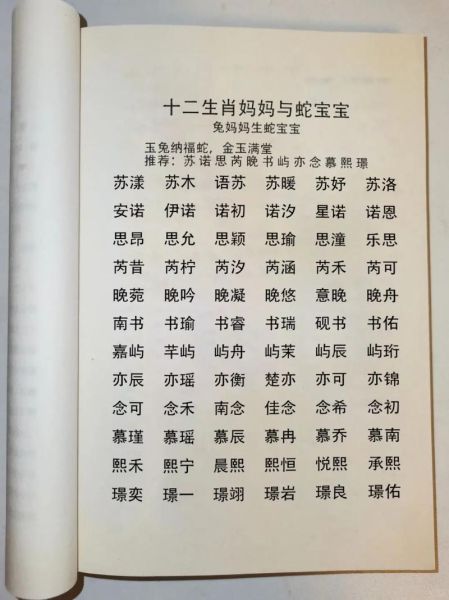 十二生肖妈妈与蛇宝宝
兔妈妈生蛇宝宝
玉兔纳福蛇，金玉满堂
推荐：苏诺思芮晚书屿亦念慕熙璟
苏漾 苏木 语苏 苏暖 苏妤 苏洛
安诺 伊诺 诺初 诺汐 星诺 诺恩
思昂 思允 思颖 思瑜 思潼 乐思
芮昔 芮柠 芮汐 芮涵 芮禾 芮可
晚菀 晚吟 晚凝 晚悠 意晚 晚舟
南书 书瑜 书睿 书瑞 砚书 书佑
嘉屿 芊屿 屿舟 屿茉 屿辰 屿珩
亦辰 亦瑶 亦衡 楚亦 亦可 亦锦
念可 念禾 南念 佳念 念希 念初
慕瑾 慕瑶 慕辰 慕冉 慕乔 慕南
熙禾 熙宁 晨熙 熙恒 悦熙 承熙
璟奕 璟一 璟翊 璟岩 璟良 璟佑